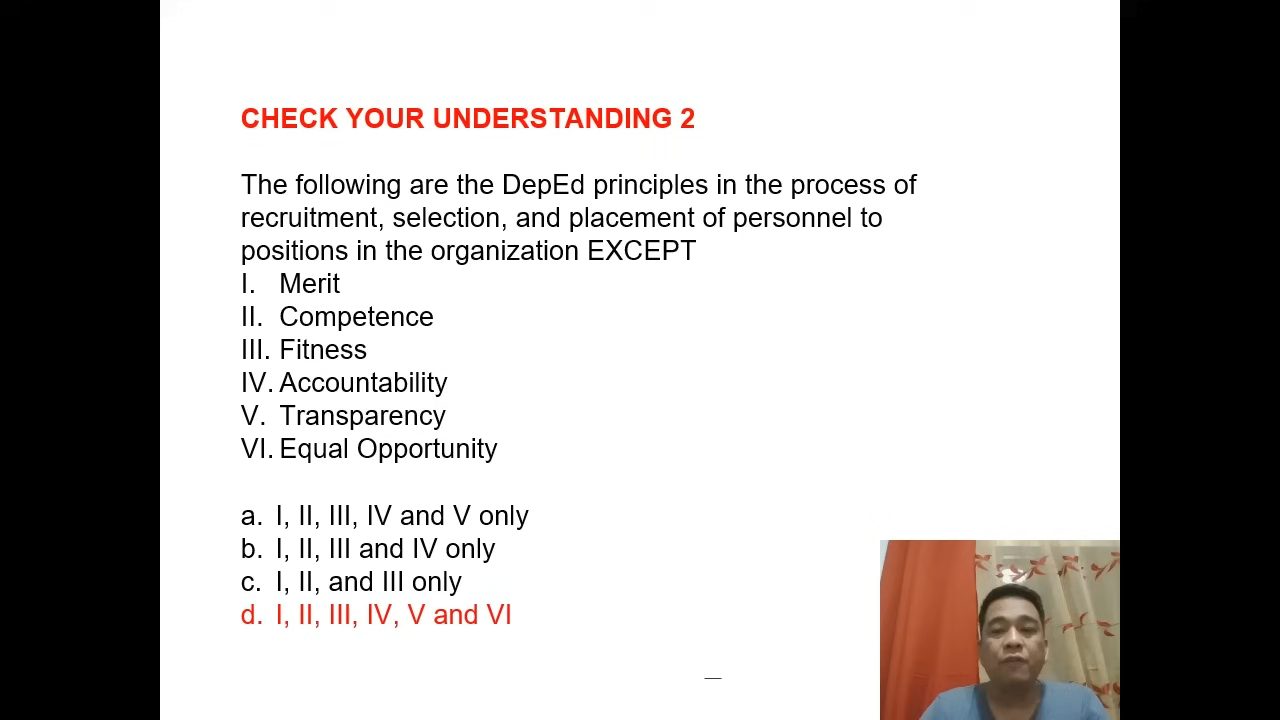 CHECK YOUR UNDERSTANDING 2
The following are the DepEd principles in the process of
recruitment, selection, and placement of personnel to
positions in the organization EXCEPT
I. Merit
II. Competence
III. Fitness
IV. Accountability
V. Transparency
VI. Equal Opportunity
a. I, II, III, IV and V only
b. I, II, III and IV only
c. I, II, and III only
d. I, II, III, IV, V and VI